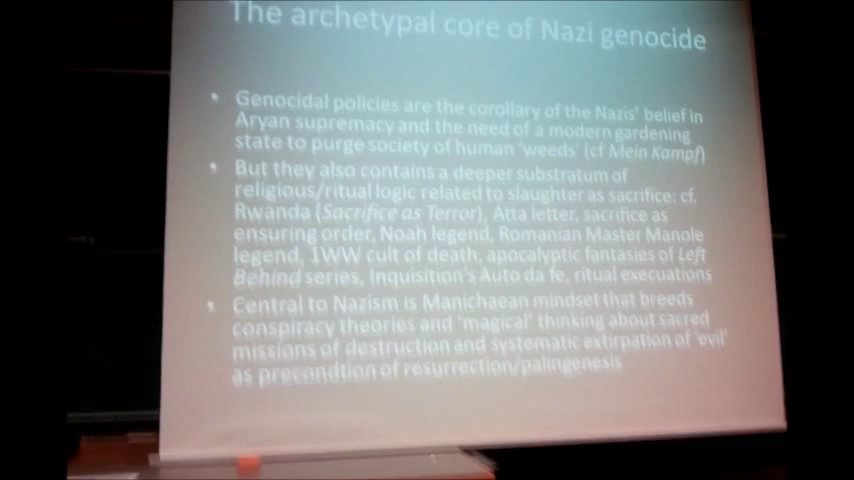 The archetypal core of Nazi genocide
• Genocidal policies are the corollary of the Nazis' belief in
Aryan supremacy and the need of a modern gardening
state to purge society of human 'weeds' (cf Mein Kampf)
• But they also contains a deeper substratum of
religious/ritual logic related to slaughter as sacrifice: cf.
Rwanda (Sacrifice as Terror), Atta letter, sacrifice as
ensuring order, Noah legend, Romanian Master Manole
legend, 1WW cult of death, apocalyptic fantasies of Left
Behind series, Inquisition's Auto da fe, ritual executions
• Central to Nazism is Manichaean mindset that breeds
conspiracy theories and 'magical' thinking about sacred
missions of destruction and systematic extirpation of 'evil'
as precondtion of resurrection/palingenesis